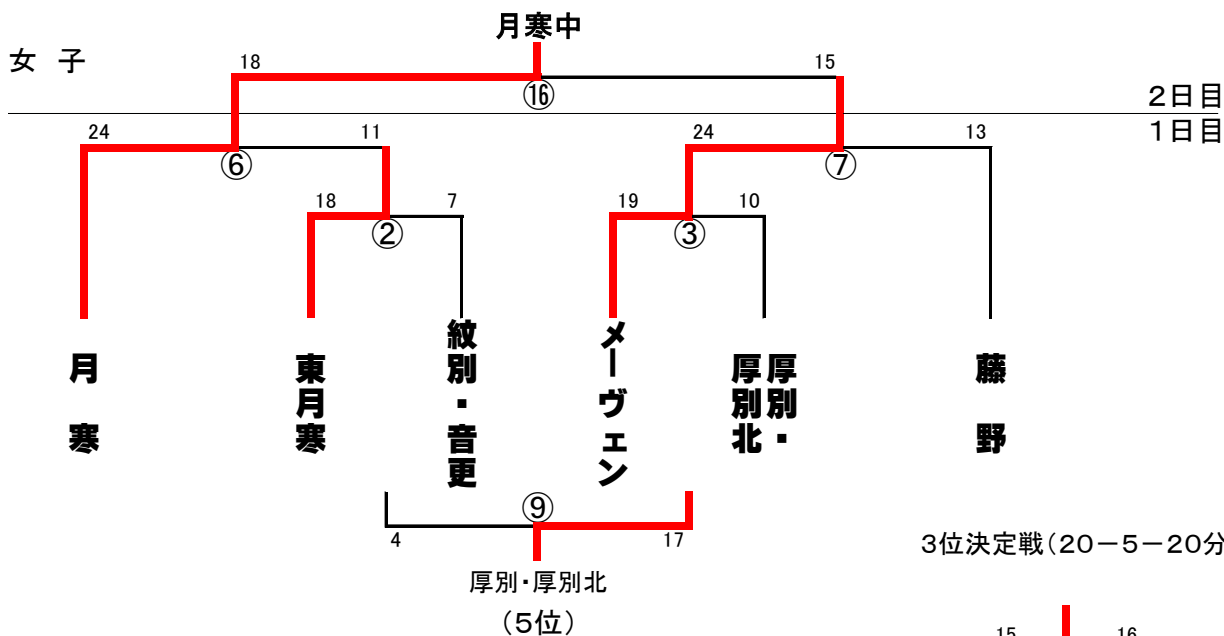 月寒中
女 子
18
15
⑯
2日目
1日目
24
11
24
13
⑥
⑦
18
7
19
10
②
③
月 寒
東月寒
紋別・音更
メーヴェン
厚別・
厚別北
藤 野
⑨
4
17
3位決定戦(20-5-20分
厚別・厚別北
(5位)
15
16